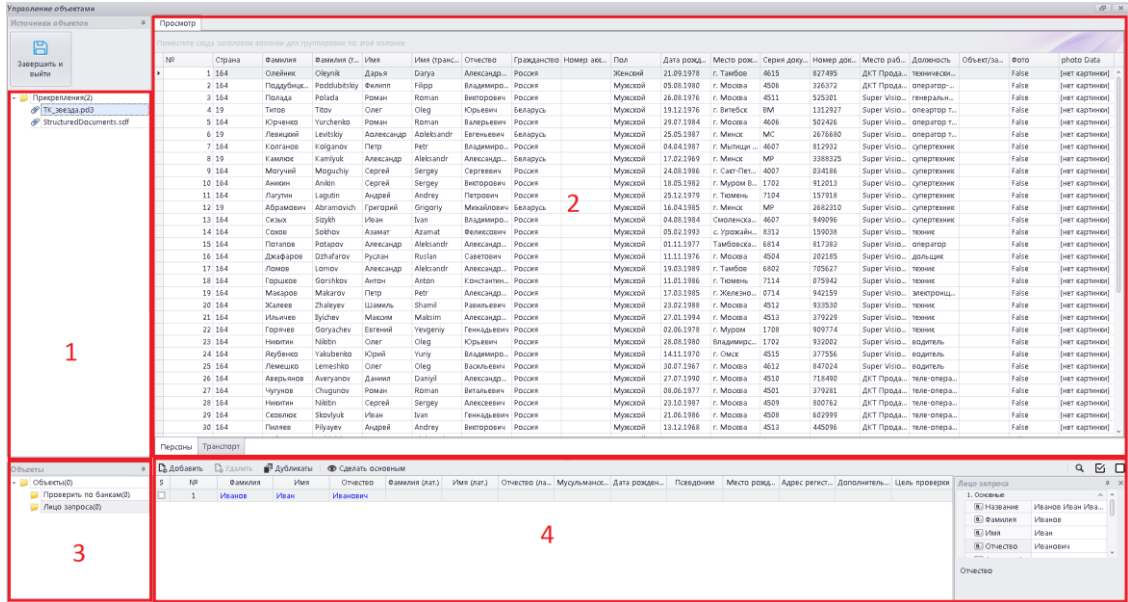 Управление объектами
Источники объектов
Завершить и выйти
Прикрепления(2)
ТК_звезда.pd3
StructuredDocuments.sdf
1
Просмотр
Поместите сюда заголовок колонки для группировки по этой колонке
№ Страна Фамилия Фамилия (т... Имя Имя (транс... Отчество Гражданство Номер акк... Пол Дата рожд... Место рож... Серия доку... Номер док... Место раб... Должность Объект/за... Фото photo Data
1 164 Олейник Oleynik Дарья Darya Александр... Россия Женский 21.09.1978 г. Тамбов 4615 827495 ДКТ Прода... технически... False [нет картинки]
2 164 Поддубицк... Poddubitskiy Филипп Filipp Владимиро... Россия Мужской 05.08.1980 г. Москва 4506 326372 ДКТ Прода... оператор-... False [нет картинки]
3 164 Полада Polada Роман Roman Викторович Россия Мужской 26.08.1976 г. Москва 4511 525301 Super Visio... генеральн... False [нет картинки]
4 19 Титов Titov Олег Oleg Юрьевич Беларусь Мужской 19.12.1976 г. Витебск ВМ 1312927 Super Visio... оператор т... False [нет картинки]
5 164 Юрченко Yurchenko Роман Roman Валерьевич Россия Мужской 29.07.1984 г. Москва 4606 502426 Super Visio... оператор т... False [нет картинки]
6 19 Левицкий Levitskiy Аолександр Aoleksandr Евгеньевич Беларусь Мужской 25.05.1987 г. Минск МС 2676680 Super Visio... оператор т... False [нет картинки]
7 164 Колганов Kolganov Петр Petr Владимиро... Россия Мужской 04.04.1987 г. Мытищи ... 4607 812932 Super Visio... супертехник False [нет картинки]
8 19 Камлюк Kamlyuk Александр Aleksandr Александр... Беларусь Мужской 17.02.1969 г. Минск МР 3388325 Super Visio... супертехник False [нет картинки]
9 164 Могучий Moguchiy Сергей Sergey Сергеевич Россия Мужской 24.08.1986 г. Сакт-Пет... 4007 034186 Super Visio... супертехник False [нет картинки]
10 164 Аникин Anikin Сергей Sergey Викторович Россия Мужской 18.05.1982 г. Муром В... 1702 912013 Super Visio... супертехник False [нет картинки]
11 164 Лагутин Lagutin Андрей Andrey Петрович Россия Мужской 25.12.1979 г. Тюмень 7104 157918 Super Visio... супертехник False [нет картинки]
12 19 Абрамович Abramovich Григорий Grigoriy Михайлович Беларусь Мужской 16.04.1985 г. Минск МР 2682310 Super Visio... супертехник False [нет картинки]
13 164 Сизых Sizykh Иван Ivan Владимиро... Россия Мужской 04.08.1984 Смоленска... 4607 949096 Super Visio... супертехник False [нет картинки]
14 164 Сохов Sokhov Азамат Azamat Феликсович Россия Мужской 05.02.1993 с. Урожайн... 8312 159038 Super Visio... техник False [нет картинки]
15 164 Потапов Potapov Александр Aleksandr Александр... Россия Мужской 01.11.1977 Тамбовска... 6814 817383 Super Visio... оператор False [нет картинки]
16 164 Джафаров Dzhafarov Руслан Ruslan Саветович Россия Мужской 11.11.1976 г. Москва 4504 202185 Super Visio... дольщик False [нет картинки]
17 164 Ломов Lomov Александр Aleksandr Александр... Россия Мужской 19.03.1989 г. Тамбов 6802 705627 Super Visio... техник False [нет картинки]
18 164 Горшков Gorshkov Антон Anton Константин... Россия Мужской 11.01.1986 г. Тюмень 7114 075942 Super Visio... техник False [нет картинки]
19 164 Макаров Makarov Петр Petr Александр... Россия Мужской 17.03.1985 г. Железно... 0714 942159 Super Visio... электронщ... False [нет картинки]
20 164 Жалеев Zhaleyev Шамиль Shamil Равильевич Россия Мужской 23.02.1988 г. Москва 4512 933530 Super Visio... техник False [нет картинки]
21 164 Ильичев Ilyichev Максим Maksim Александр... Россия Мужской 27.01.1994 г. Москва 4513 379229 Super Visio... техник False [нет картинки]
22 164 Горячев Goryachev Евгений Yevgeniy Геннадьевич Россия Мужской 02.06.1978 г. Муром 1708 909774 Super Visio... техник False [нет картинки]
23 164 Никитин Nikitin Олег Oleg Юрьевич Россия Мужской 28.08.1980 Владимирс... 1702 932002 Super Visio... водитель False [нет картинки]
24 164 Якубенко Yakubenko Юрий Yuriy Владимиро... Россия Мужской 14.11.1970 г. Омск 4515 377556 Super Visio... водитель False [нет картинки]
25 164 Лемешко Lemeshko Олег Oleg Васильевич Россия Мужской 30.07.1967 г. Москва 4612 847024 Super Visio... водитель False [нет картинки]
26 164 Аверьянов Averyanov Даниил Daniyil Александр... Россия Мужской 27.07.1990 г. Москва 4510 718490 ДКТ Прода... теле-опера... False [нет картинки]
27 164 Чугунов Chugunov Роман Roman Витальевич Россия Мужской 08.06.1977 г. Москва 4501 379281 ДКТ Прода... теле-опера... False [нет картинки]
28 164 Никитин Nikitin Сергей Sergey Алексеевич Россия Мужской 23.10.1987 г. Москва 4509 800762 ДКТ Прода... теле-опера... False [нет картинки]
29 164 Сковлюк Skovlyuk Иван Ivan Геннадьевич Россия Мужской 21.06.1986 г. Москва 4508 602999 ДКТ Прода... теле-опера... False [нет картинки]
30 164 Пиляев Pilyayev Андрей Andrey Викторович Россия Мужской 13.12.1968 г. Москва 4513 445096 ДКТ Прода... теле-опера... False [нет картинки]
2
Персоны Транспорт
Объекты
Объекты(0)
Проверить по банкам(0)
Лицо запроса(0)
3
Добавить Удалить Дубликаты Сделать основным
S № Фамилия Имя Отчество Фамилия (лат.) Имя (лат.) Отчество (ла... Мусульманск... Дата рожден... Псевдоним Место рожд... Адрес регист... Дополнитель... Цель проверки
1 Иванов Иван Иванович
4
Лицо запроса
1. Основные
Название Иванов Иван Ива...
Фамилия Иванов
Имя Иван
Отчество Иванович
Отчество